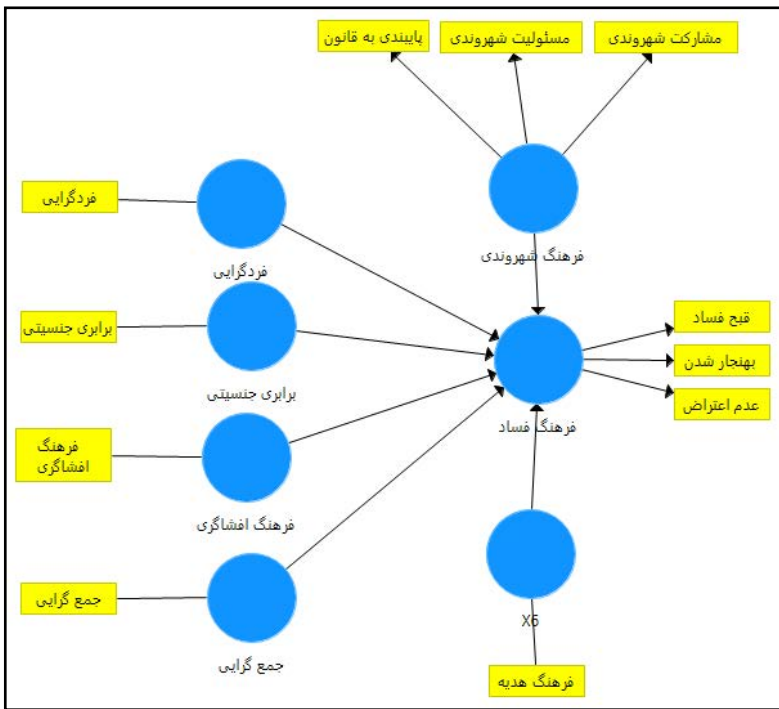 مشارکت شهروندی
مسئولیت شهروندی
پایبندی به قانون
فردگرایی
فردگرایی
فرهنگ شهروندی
برابری جنسیتی
برابری جنسیتی
قبح فساد
بهنجار شدن
عدم اعتراض
فرهنگ فساد
فرهنگ
افشاگری
فرهنگ افشاگری
جمع گرایی
جمع گرایی
X6
فرهنگ هدیه